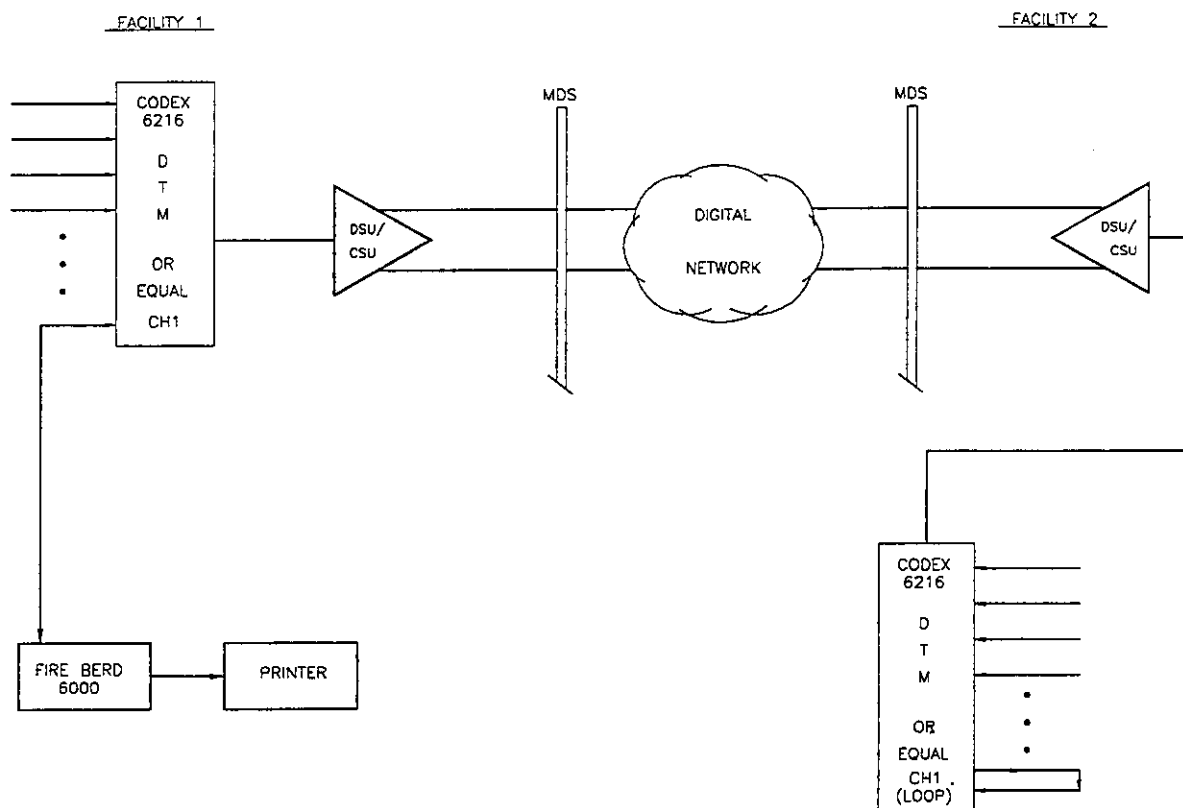 FACILITY 1
FACILITY 2
CODEX
6216
D
T
M
OR
EQUAL
CH1
DSU/
CSU
MDS
DIGITAL
NETWORK
MDS
DSU/
CSU
FIRE BERD
6000
PRINTER
CODEX
6216
D
T
M
OR
EQUAL
CH1
(LOOP)